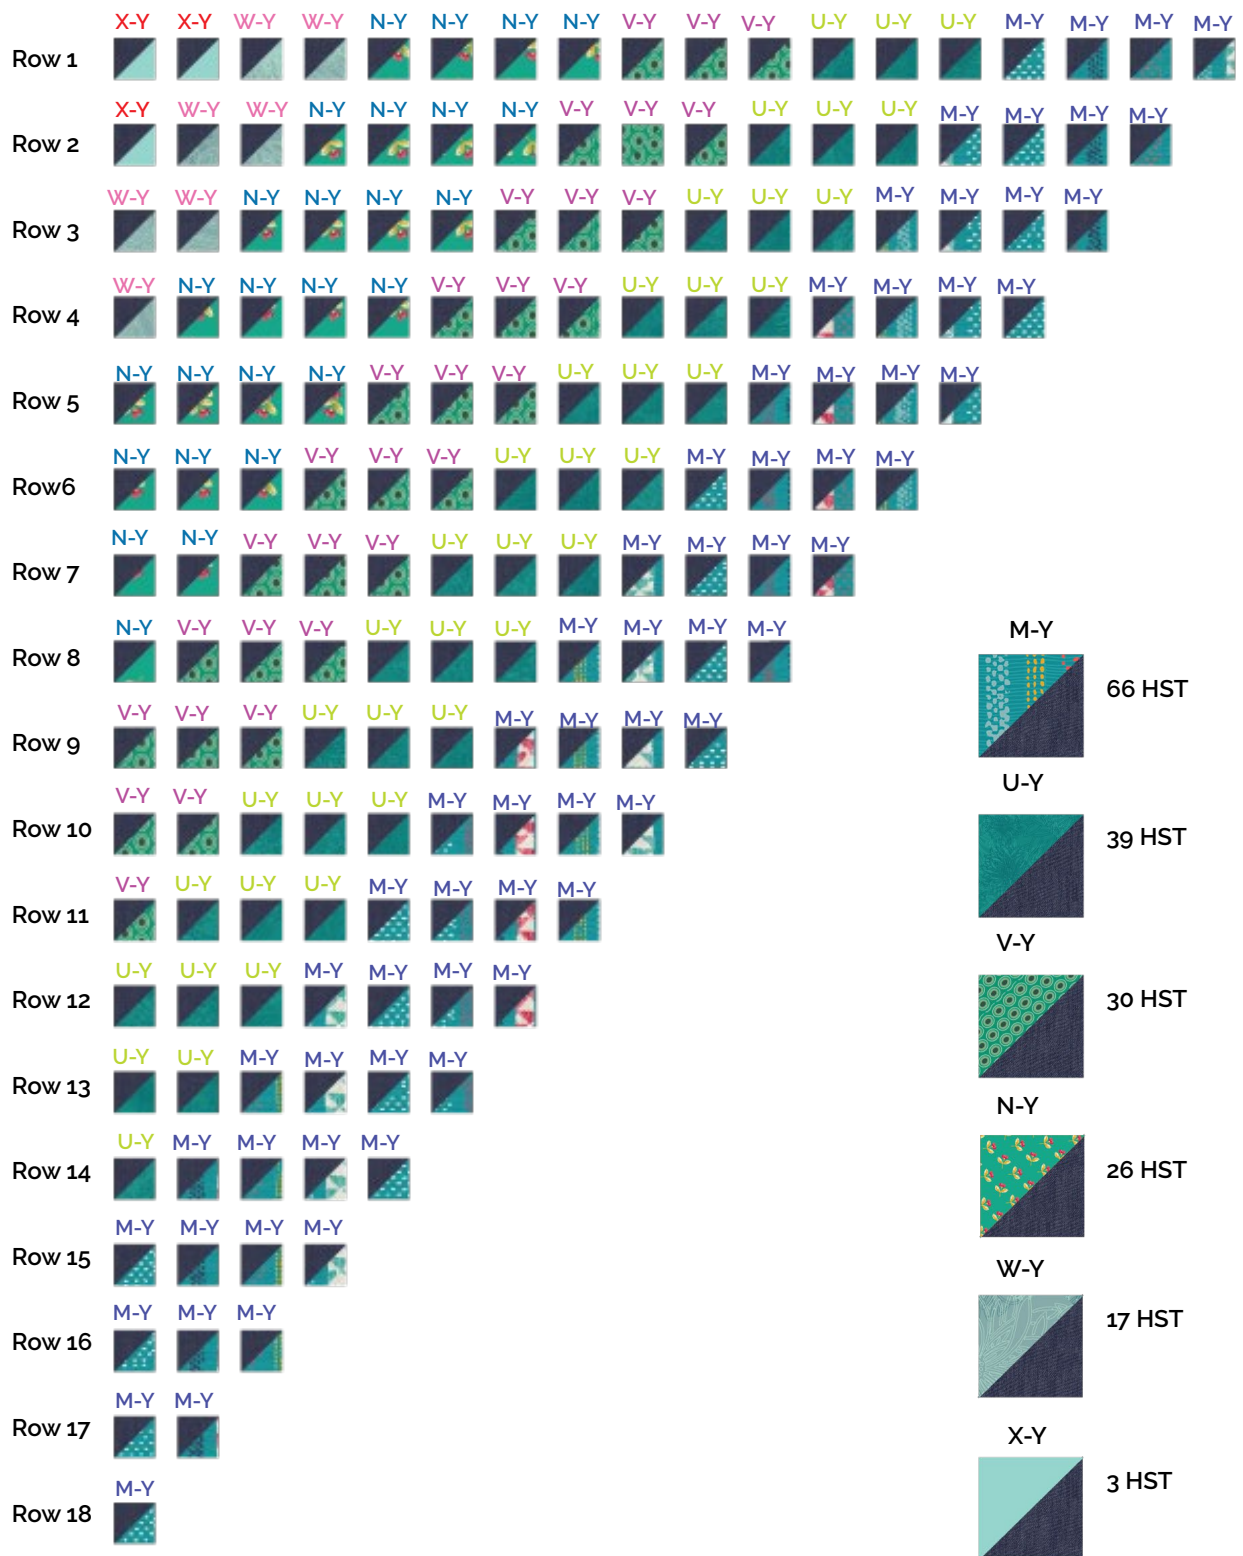 X-Y X-Y W-Y W-Y N-Y N-Y N-Y N-Y V-Y V-Y V-Y U-Y U-Y U-Y M-Y M-Y M-Y M-Y
Row 1
X-Y W-Y W-Y N-Y N-Y N-Y N-Y V-Y V-Y V-Y U-Y U-Y U-Y M-Y M-Y M-Y M-Y
Row 2
W-Y W-Y N-Y N-Y N-Y N-Y V-Y V-Y V-Y U-Y U-Y U-Y M-Y M-Y M-Y M-Y
Row 3
W-Y N-Y N-Y N-Y N-Y V-Y V-Y V-Y U-Y U-Y U-Y M-Y M-Y M-Y M-Y
Row 4
N-Y N-Y N-Y N-Y V-Y V-Y V-Y U-Y U-Y U-Y M-Y M-Y M-Y M-Y
Row 5
N-Y N-Y N-Y V-Y V-Y V-Y U-Y U-Y U-Y M-Y M-Y M-Y M-Y
Row6
N-Y N-Y V-Y V-Y V-Y U-Y U-Y U-Y M-Y M-Y M-Y M-Y
Row 7
N-Y V-Y V-Y V-Y U-Y U-Y U-Y M-Y M-Y M-Y M-Y
Row 8
V-Y V-Y V-Y U-Y U-Y U-Y M-Y M-Y M-Y M-Y
Row 9
V-Y V-Y U-Y U-Y U-Y M-Y M-Y M-Y M-Y
Row 10
V-Y U-Y U-Y U-Y M-Y M-Y M-Y M-Y
Row 11
U-Y U-Y U-Y M-Y M-Y M-Y M-Y
Row 12
U-Y U-Y M-Y M-Y M-Y M-Y
Row 13
U-Y M-Y M-Y M-Y M-Y
Row 14
M-Y M-Y M-Y M-Y
Row 15
M-Y M-Y M-Y
Row 16
M-Y M-Y
Row 17
M-Y
Row 18
M-Y
66 HST
U-Y
39 HST
V-Y
30 HST
N-Y
26 HST
W-Y
17 HST
X-Y
3 HST